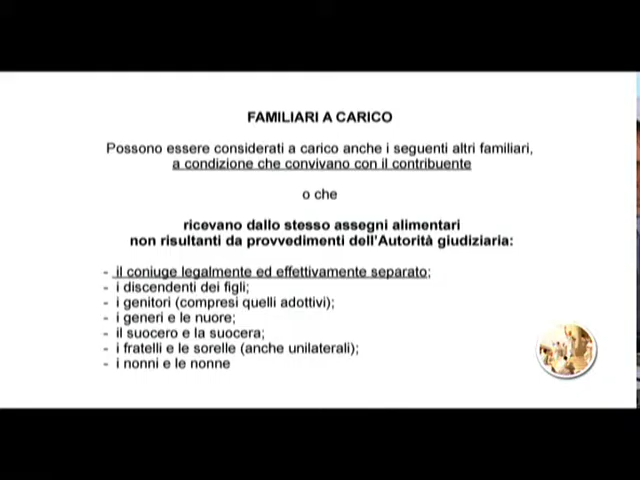 FAMILIARI A CARICO
Possono essere considerati a carico anche i seguenti altri familiari,
a condizione che convivano con il contribuente
o che
ricevano dallo stesso assegni alimentari
non risultanti da provvedimenti dell'Autorità giudiziaria:
- il coniuge legalmente ed effettivamente separato;
- i discendenti dei figli;
- i genitori (compresi quelli adottivi);
- i generi e le nuore;
- il suocero e la suocera;
- i fratelli e le sorelle (anche unilaterali);
- i nonni e le nonne